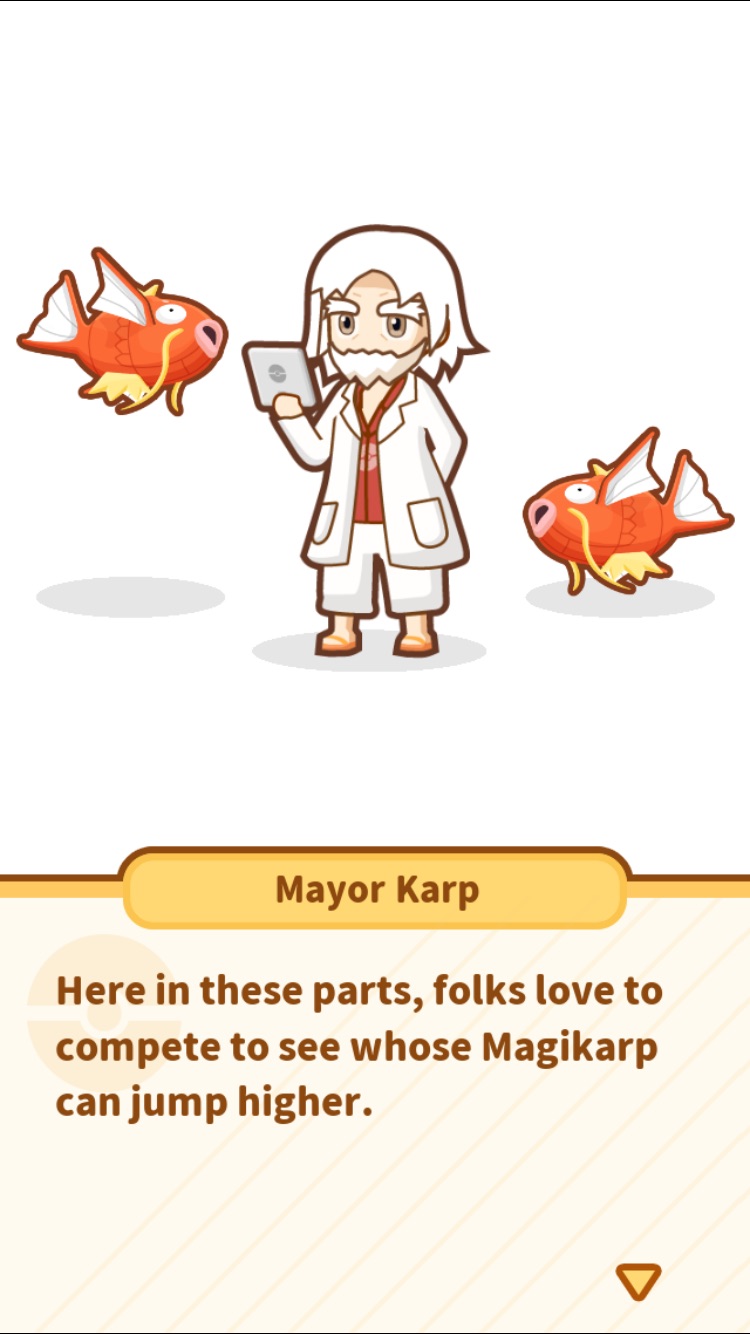 Mayor Karp
Here in these parts, folks love to
compete to see whose Magikarp
can jump higher.